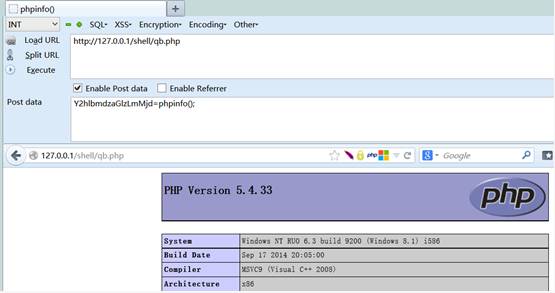 phpinfo()
INT SQL- XSS- Encryption- Encoding- Other-
Load URL http://127.0.0.1/shell/qb.php
Split URL
Execute
Enable Post data Enable Referrer
Post data Y2hlbmdzaGlzLmMjd=phpinfo();
127.0.0.1/shell/qb.php php Google
PHP Version 5.4.33 php
System Windows NT KUO 6.3 build 9200 (Windows 8.1) i586
Build Date Sep 17 2014 20:05:00
Compiler MSVC9 (Visual C++ 2008)
Architecture x86